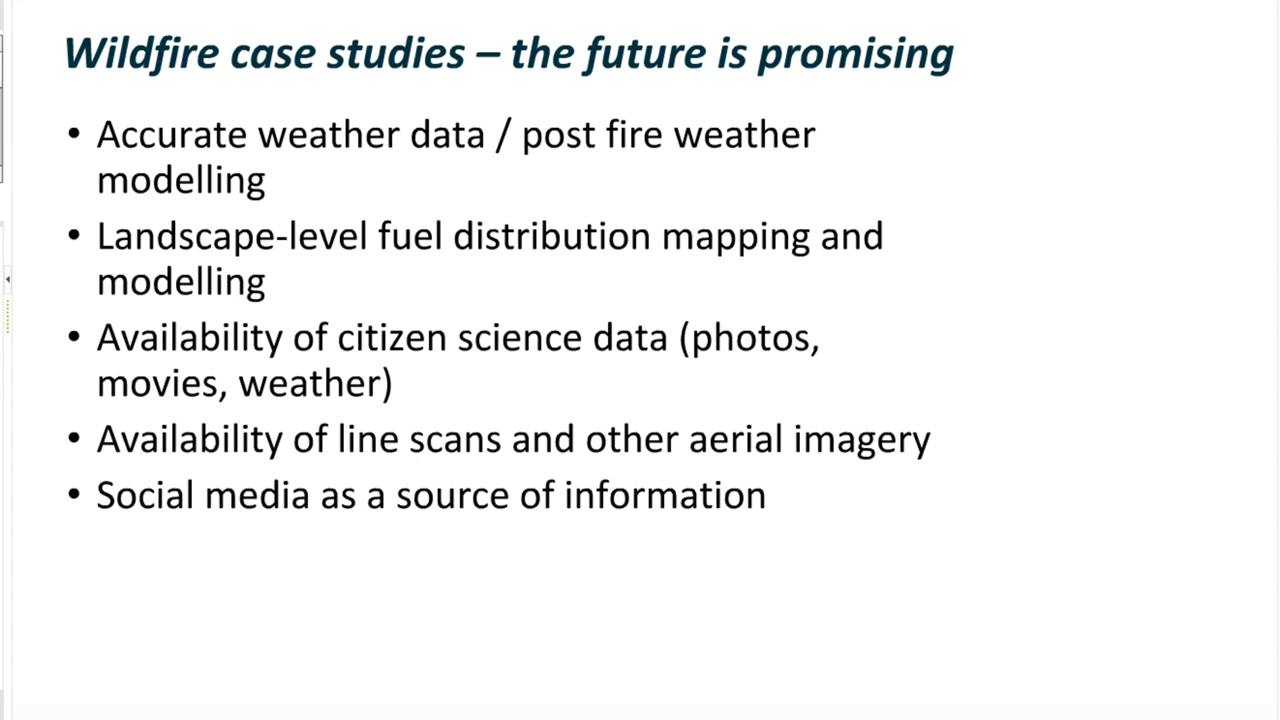 Wildfire case studies – the future is promising
• Accurate weather data / post fire weather
modelling
• Landscape-level fuel distribution mapping and
modelling
• Availability of citizen science data (photos,
movies, weather)
• Availability of line scans and other aerial imagery
• Social media as a source of information